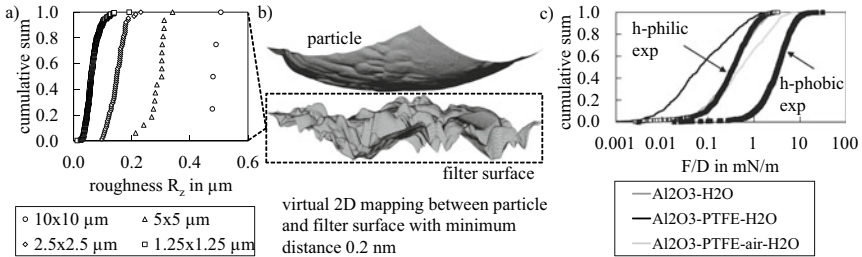 a)
cumulative sum
1.0
0.8
0.6
0.4
0.2
0.0
0.0 0.2 0.4 0.6
roughness Rz in µm
10x10 µm 5x5 µm
2.5x2.5 µm 1.25x1.25 µm
b)
particle
filter surface
virtual 2D mapping between particle
and filter surface with minimum
distance 0.2 nm
c)
cumulative sum
1.0
0.8
0.6
0.4
0.2
0.0
h-philic
exp
h-phobic
exp
0.001 0.01 0.1 1 10 100
F/D in mN/m
Al2O3-H2O
Al2O3-PTFE-H2O
Al2O3-PTFE-air-H2O